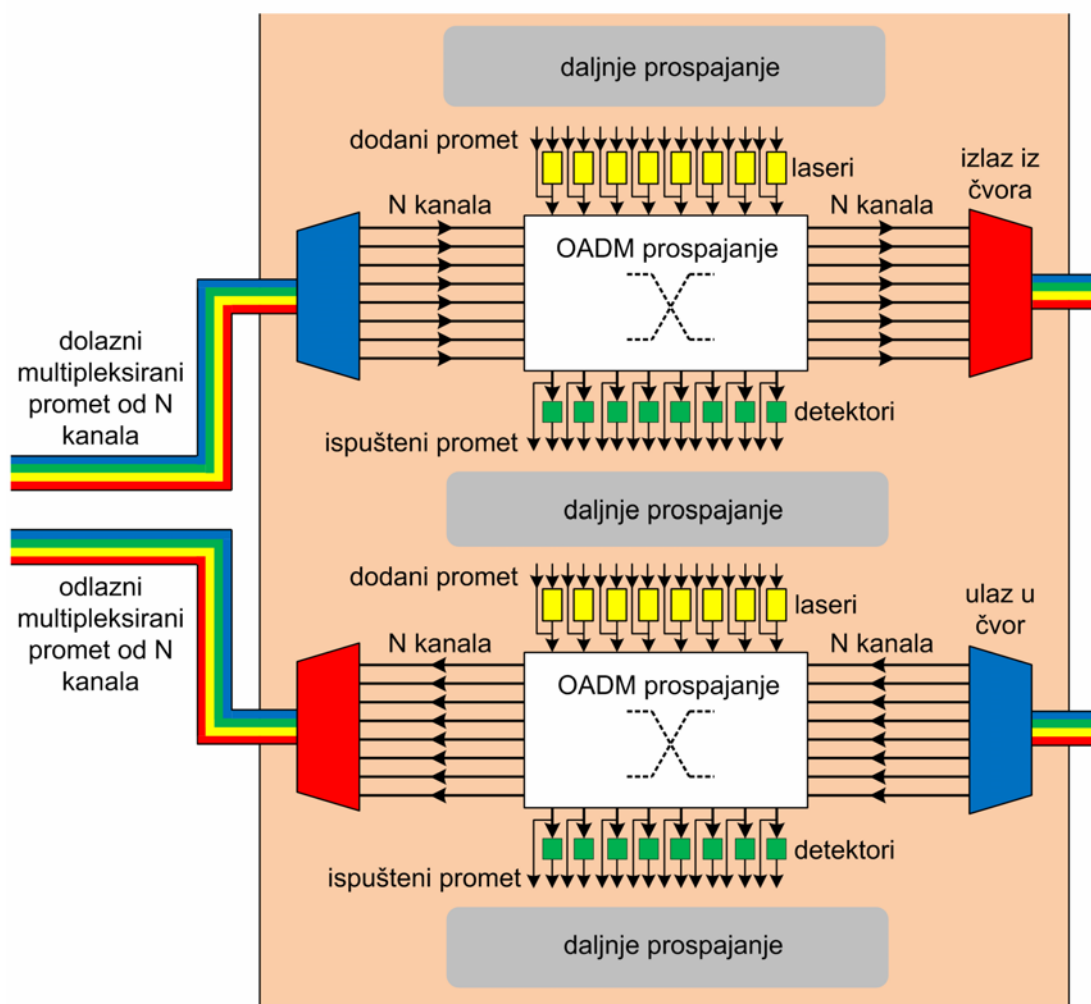 daljnje prospajanje
dodani promet
laseri
izlaz iz
čvora
N kanala
N kanala
OADM prospajanje
dolazni
multipleksirani
promet od N
kanala
detektori
ispušteni promet
daljnje prospajanje
dodani promet
laseri
ulaz u
čvor
odlazni
multipleksirani
promet od N
kanala
N kanala
N kanala
OADM prospajanje
detektori
ispušteni promet
daljnje prospajanje